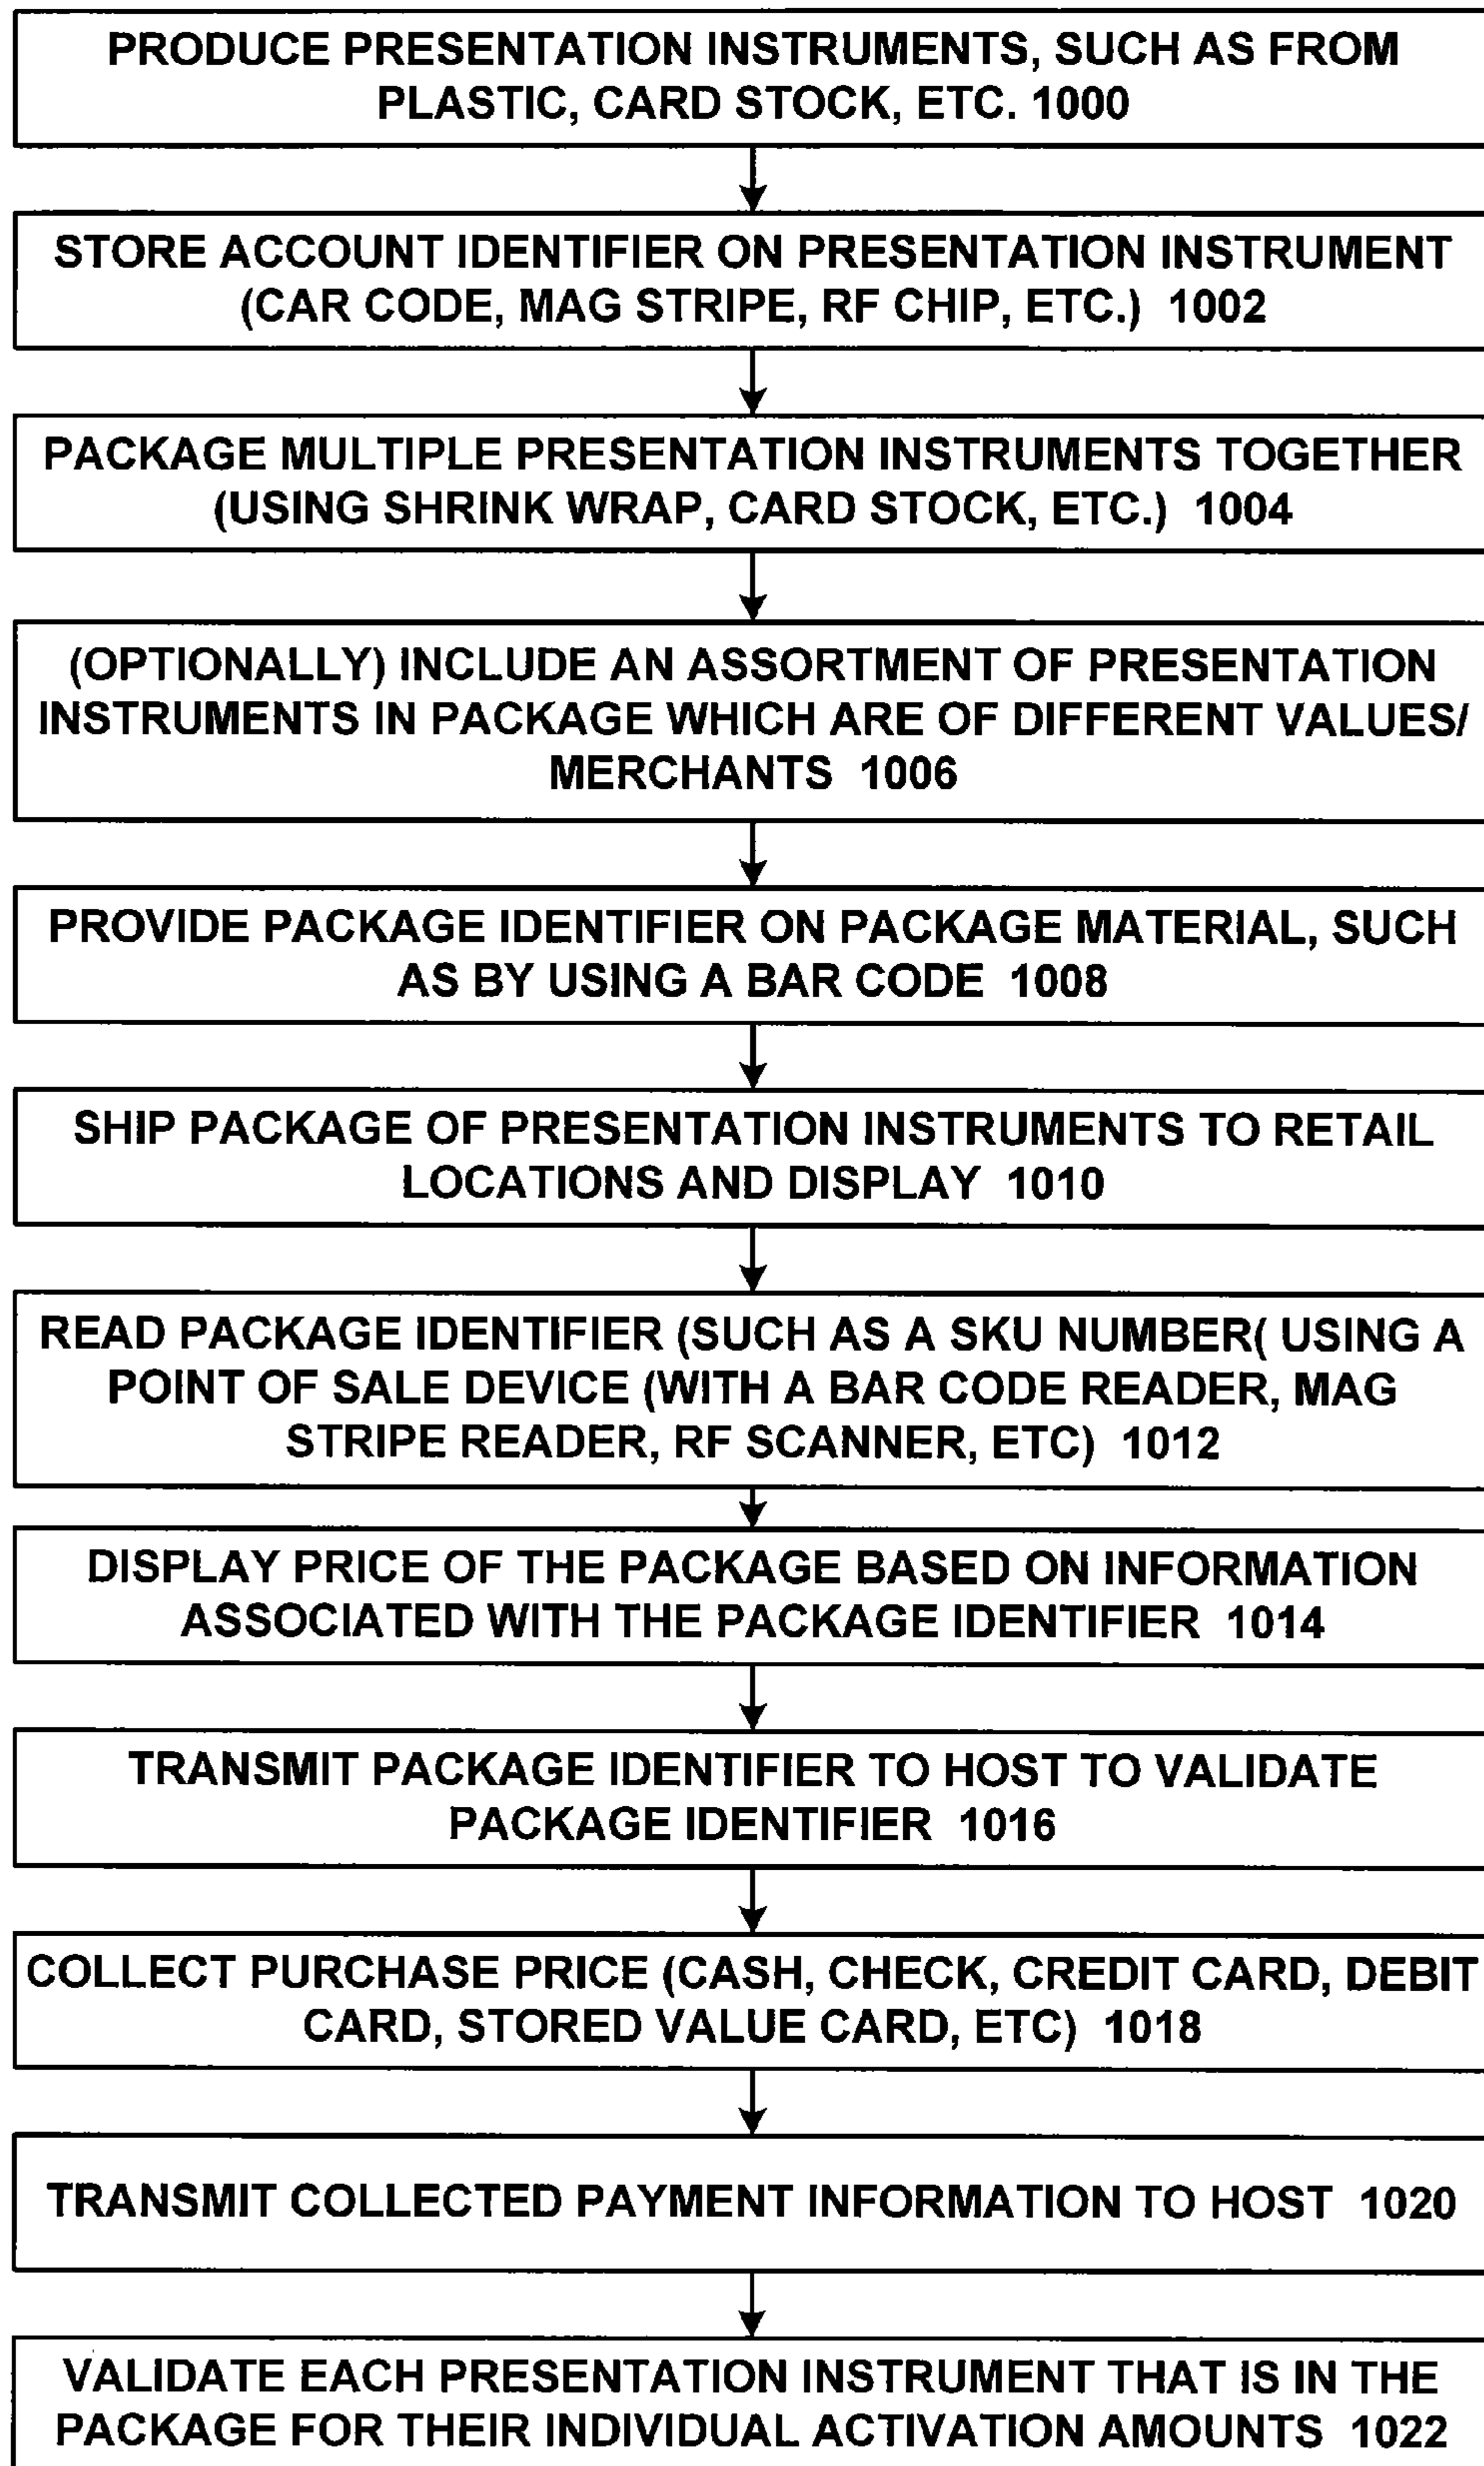 PRODUCE PRESENTATION INSTRUMENTS, SUCH AS FROM
PLASTIC, CARD STOCK, ETC. 1000
STORE ACCOUNT IDENTIFIER ON PRESENTATION INSTRUMENT
(CAR CODE, MAG STRIPE, RF CHIP, ETC.) 1002
PACKAGE MULTIPLE PRESENTATION INSTRUMENTS TOGETHER
(USING SHRINK WRAP, CARD STOCK, ETC.) 1004
(OPTIONALLY) INCLUDE AN ASSORTMENT OF PRESENTATION
INSTRUMENTS IN PACKAGE WHICH ARE OF DIFFERENT VALUES/
MERCHANTS 1006
PROVIDE PACKAGE IDENTIFIER ON PACKAGE MATERIAL, SUCH
AS BY USING A BAR CODE 1008
SHIP PACKAGE OF PRESENTATION INSTRUMENTS TO RETAIL
LOCATIONS AND DISPLAY 1010
READ PACKAGE IDENTIFIER (SUCH AS A SKU NUMBER( USING A
POINT OF SALE DEVICE (WITH A BAR CODE READER, MAG
STRIPE READER, RF SCANNER, ETC) 1012
DISPLAY PRICE OF THE PACKAGE BASED ON INFORMATION
ASSOCIATED WITH THE PACKAGE IDENTIFIER 1014
TRANSMIT PACKAGE IDENTIFIER TO HOST TO VALIDATE
PACKAGE IDENTIFIER 1016
COLLECT PURCHASE PRICE (CASH, CHECK, CREDIT CARD, DEBIT
CARD, STORED VALUE CARD, ETC) 1018
TRANSMIT COLLECTED PAYMENT INFORMATION TO HOST 1020
VALIDATE EACH PRESENTATION INSTRUMENT THAT IS IN THE
PACKAGE FOR THEIR INDIVIDUAL ACTIVATION AMOUNTS 1022